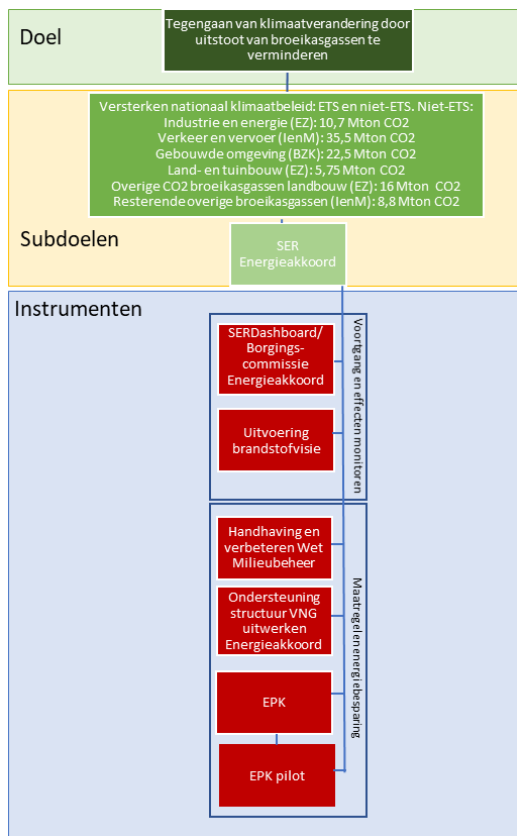 Doel
Tegengaan van klimaatverandering door
uitstoot van broeikasgassen te
verminderen
Versterken nationaal klimaatbeleid: ETS en niet-ETS. Niet-ETS:
Industrie en energie (EZ): 10,7 Mton CO2
Verkeer en vervoer (IenM): 35,5 Mton CO2
Gebouwde omgeving (BZK): 22,5 Mton CO2
Land- en tuinbouw (EZ): 5,75 Mton CO2
Overige CO2 broeikasgassen landbouw (EZ): 16 Mton CO2
Resterende overige broeikasgassen (IenM): 8,8 Mton CO2
Subdoelen
SER
Energieakkoord
Instrumenten
SERDashboard/
Borgings-
commissie
Energieakkoord
Uitvoering
brandstofvisie
Voortgang en effecten monitoren
Handhaving en
verbeteren Wet
Milieubeheer
Ondersteuning
structuur VNG
uitwerken
Energieakkoord
EPK
EPK pilot
Maatregelen energiebesparing